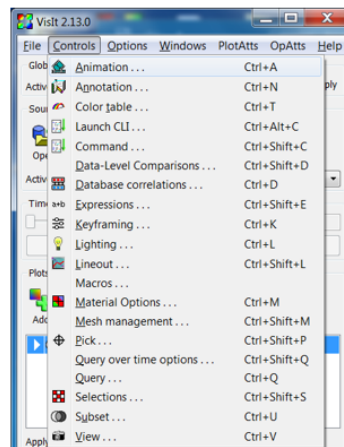 VisIt 2.13.0
File Controls Options Windows PlotAtts OpAtts Help
Animation ... Ctrl+A
Annotation ... Ctrl+N
Color table ... Ctrl+T
Launch CLI ... Ctrl+Alt+C
Command ... Ctrl+Shift+C
Data-Level Comparisons ... Ctrl+Shift+D
Database correlations ... Ctrl+D
a+b Expressions ... Ctrl+Shift+E
Keyframing ... Ctrl+K
Lighting ... Ctrl+L
Lineout ... Ctrl+Shift+L
Macros ...
Material Options ... Ctrl+M
Mesh management ... Ctrl+Shift+M
Pick ... Ctrl+Shift+P
Query over time options ... Ctrl+Shift+Q
Query ... Ctrl+Q
Selections ... Ctrl+Shift+S
Subset ... Ctrl+U
View ... Ctrl+V